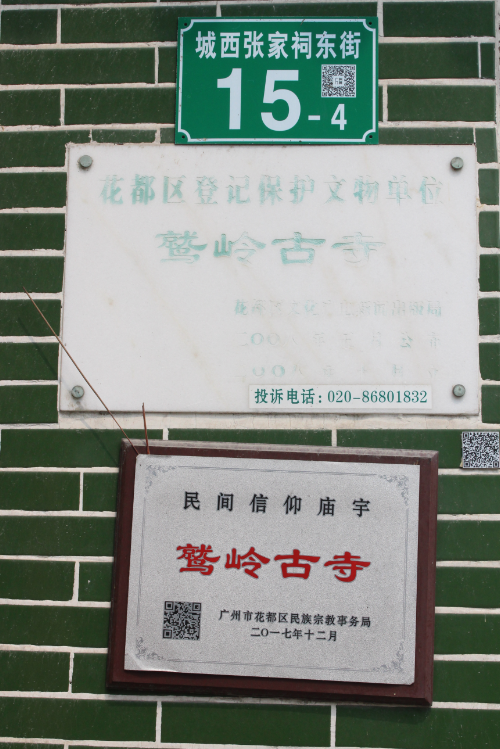 城西张家祠东街
15-4
花都区登记保护文物单位
鹫岭古寺
投诉电话：020-86801832
民间信仰庙宇
鹫岭古寺
广州市花都区民族宗教事务局
二〇一七年十二月